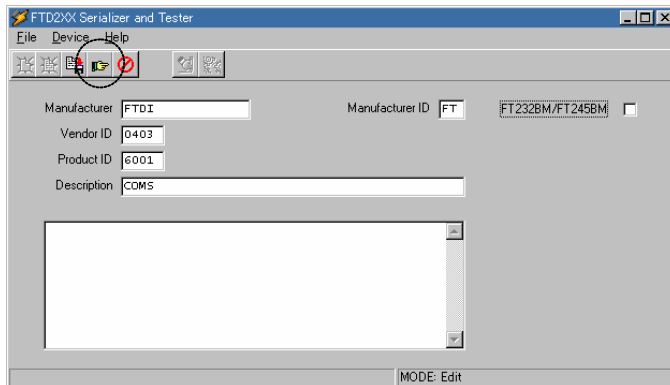 FTD2XX Serializer and Tester
File Device Help
Manufacturer FTDI Manufacturer ID FT FT232BM/FT245BM
Vendor ID 0403
Product ID 6001
Description COMS
MODE: Edit